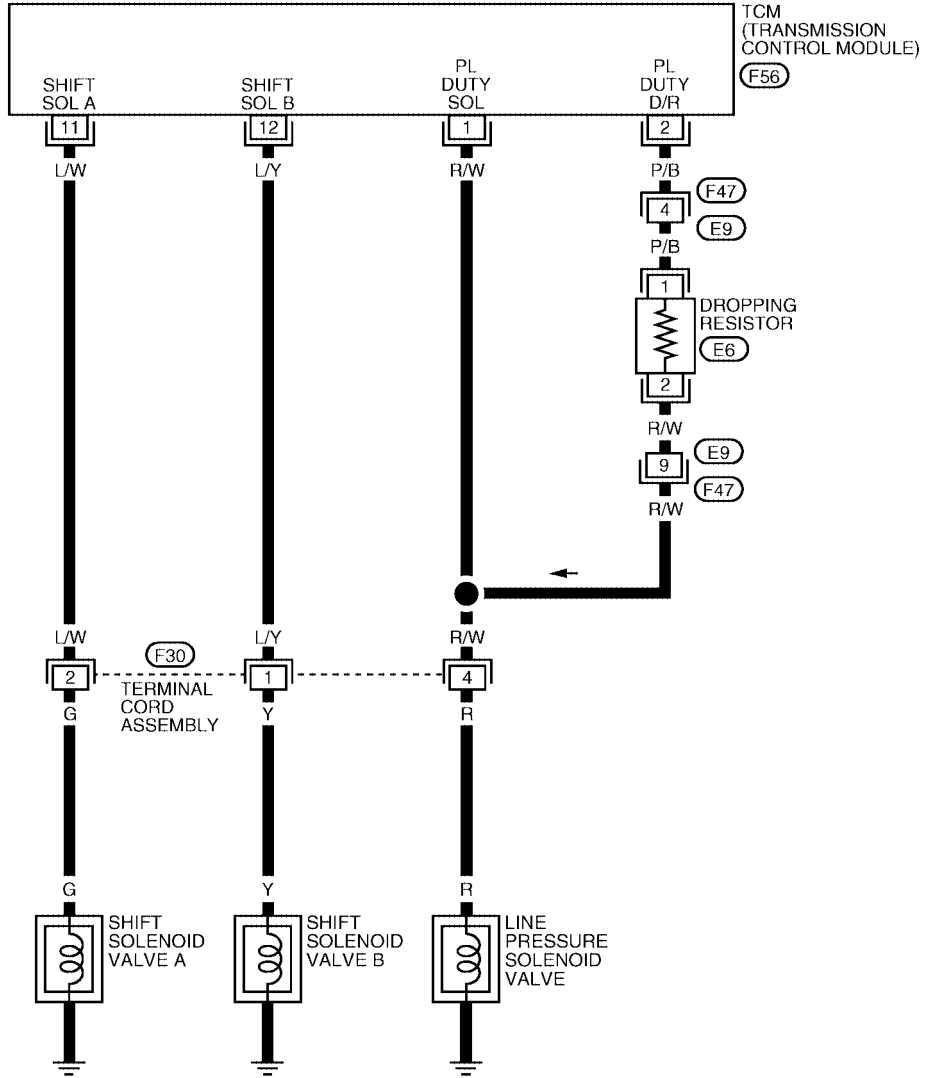 TCM
(TRANSMISSION
CONTROL MODULE)
F56
SHIFT
SOL A
SHIFT
SOL B
PL
DUTY
SOL
PL
DUTY
D/R
11
12
1
2
L/W
L/Y
R/W
P/B
F47
4
E9
P/B
1
DROPPING
RESISTOR
E6
2
R/W
E9
9
F47
R/W
L/W
L/Y
R/W
F30
2
1
4
TERMINAL
CORD
ASSEMBLY
G
Y
R
G
Y
R
SHIFT
SOLENOID
VALVE A
SHIFT
SOLENOID
VALVE B
LINE
PRESSURE
SOLENOID
VALVE